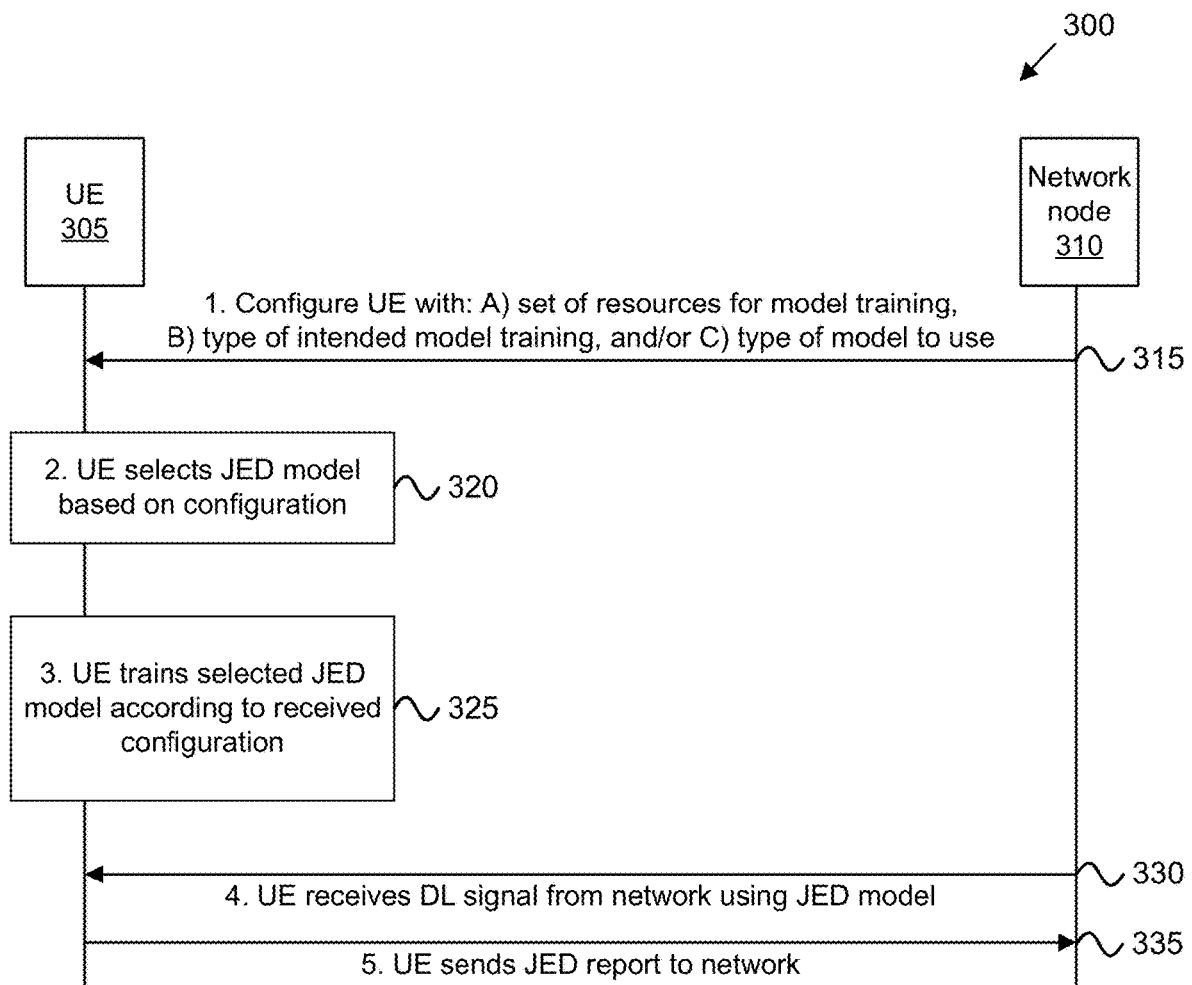 300
UE
305
Network
node
310
1. Configure UE with: A) set of resources for model training,
B) type of intended model training, and/or C) type of model to use
315
2. UE selects JED model
based on configuration
320
3. UE trains selected JED
model according to received
configuration
325
330
4. UE receives DL signal from network using JED model
335
5. UE sends JED report to network